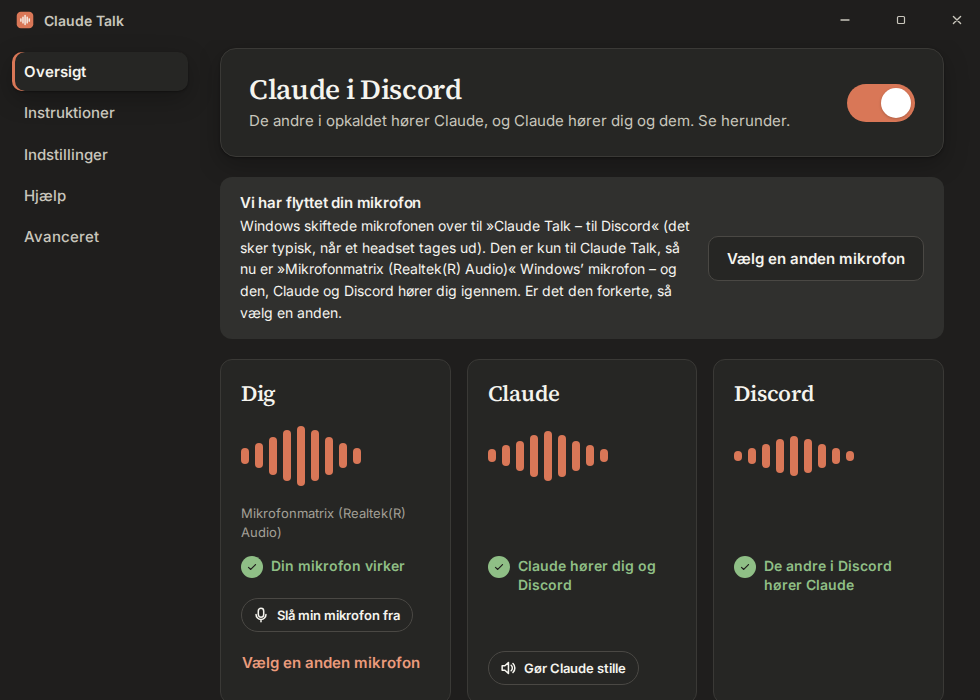 Claude Talk
Oversigt
Instruktioner
Indstillinger
Hjælp
Avanceret
Claude i Discord
De andre i opkaldet hører Claude, og Claude hører dig og dem. Se herunder.
Vi har flyttet din mikrofon
Windows skiftede mikrofonen over til »Claude Talk – til Discord« (det
sker typisk, når et headset tages ud). Den er kun til Claude Talk, så
nu er »Mikrofonmatrix (Realtek(R) Audio)« Windows’ mikrofon – og
den, Claude og Discord hører dig igennem. Er det den forkerte, så
vælg en anden.
Vælg en anden mikrofon
Dig
Mikrofonmatrix (Realtek(R)
Audio)
Din mikrofon virker
Slå min mikrofon fra
Vælg en anden mikrofon
Claude
Claude hører dig og
Discord
Gør Claude stille
Discord
De andre i Discord
hører Claude